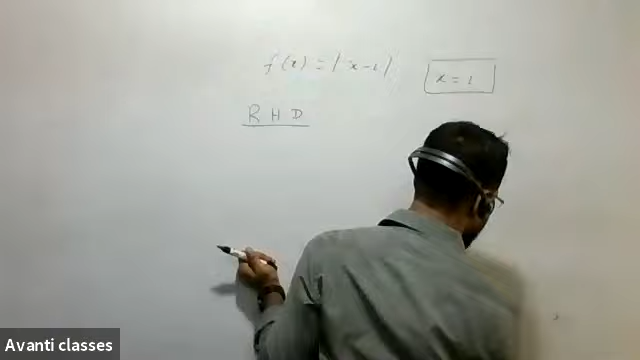 f(x) = |x-1|
x = 1
R H D
Avanti classes